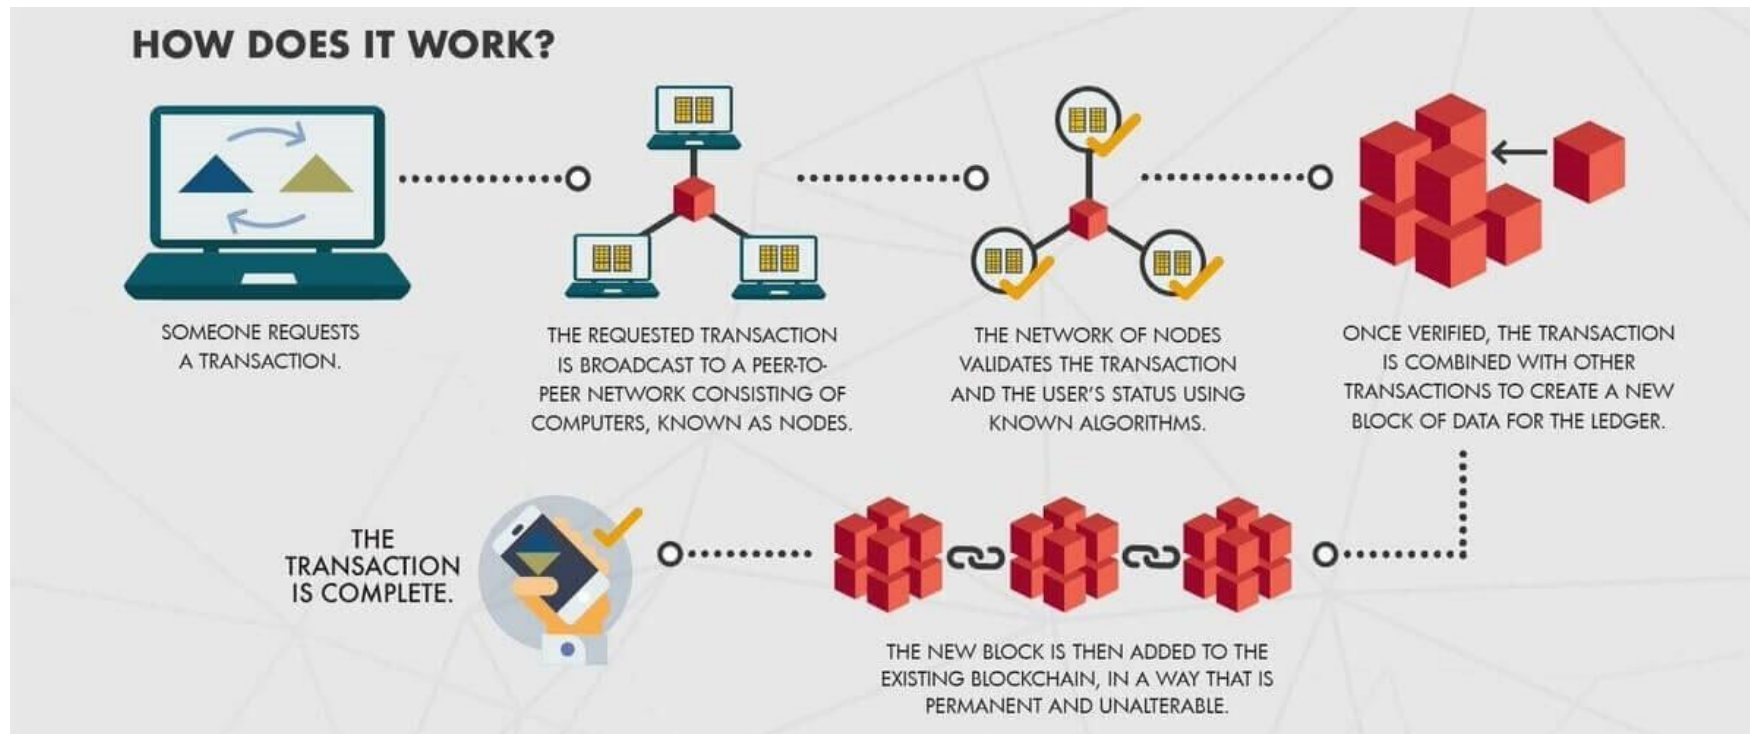 HOW DOES IT WORK?
SOMEONE REQUESTS
A TRANSACTION.
THE REQUESTED TRANSACTION
IS BROADCAST TO A PEER-TO-
PEER NETWORK CONSISTING OF
COMPUTERS, KNOWN AS NODES.
THE NETWORK OF NODES
VALIDATES THE TRANSACTION
AND THE USER'S STATUS USING
KNOWN ALGORITHMS.
ONCE VERIFIED, THE TRANSACTION
IS COMBINED WITH OTHER
TRANSACTIONS TO CREATE A NEW
BLOCK OF DATA FOR THE LEDGER.
THE NEW BLOCK IS THEN ADDED TO THE
EXISTING BLOCKCHAIN, IN A WAY THAT IS
PERMANENT AND UNALTERABLE.
THE
TRANSACTION
IS COMPLETE.